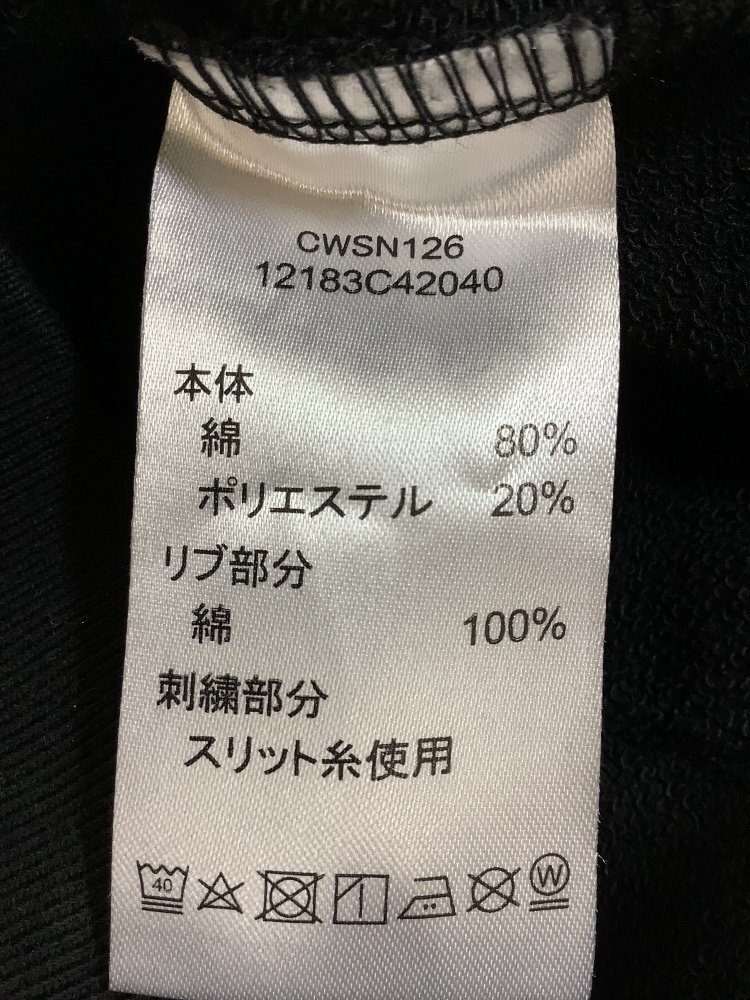 CWSN126
12183C42040
本体
綿 80%
ポリエステル 20%
リブ部分
綿 100%
刺繍部分
スリット糸使用
40 W